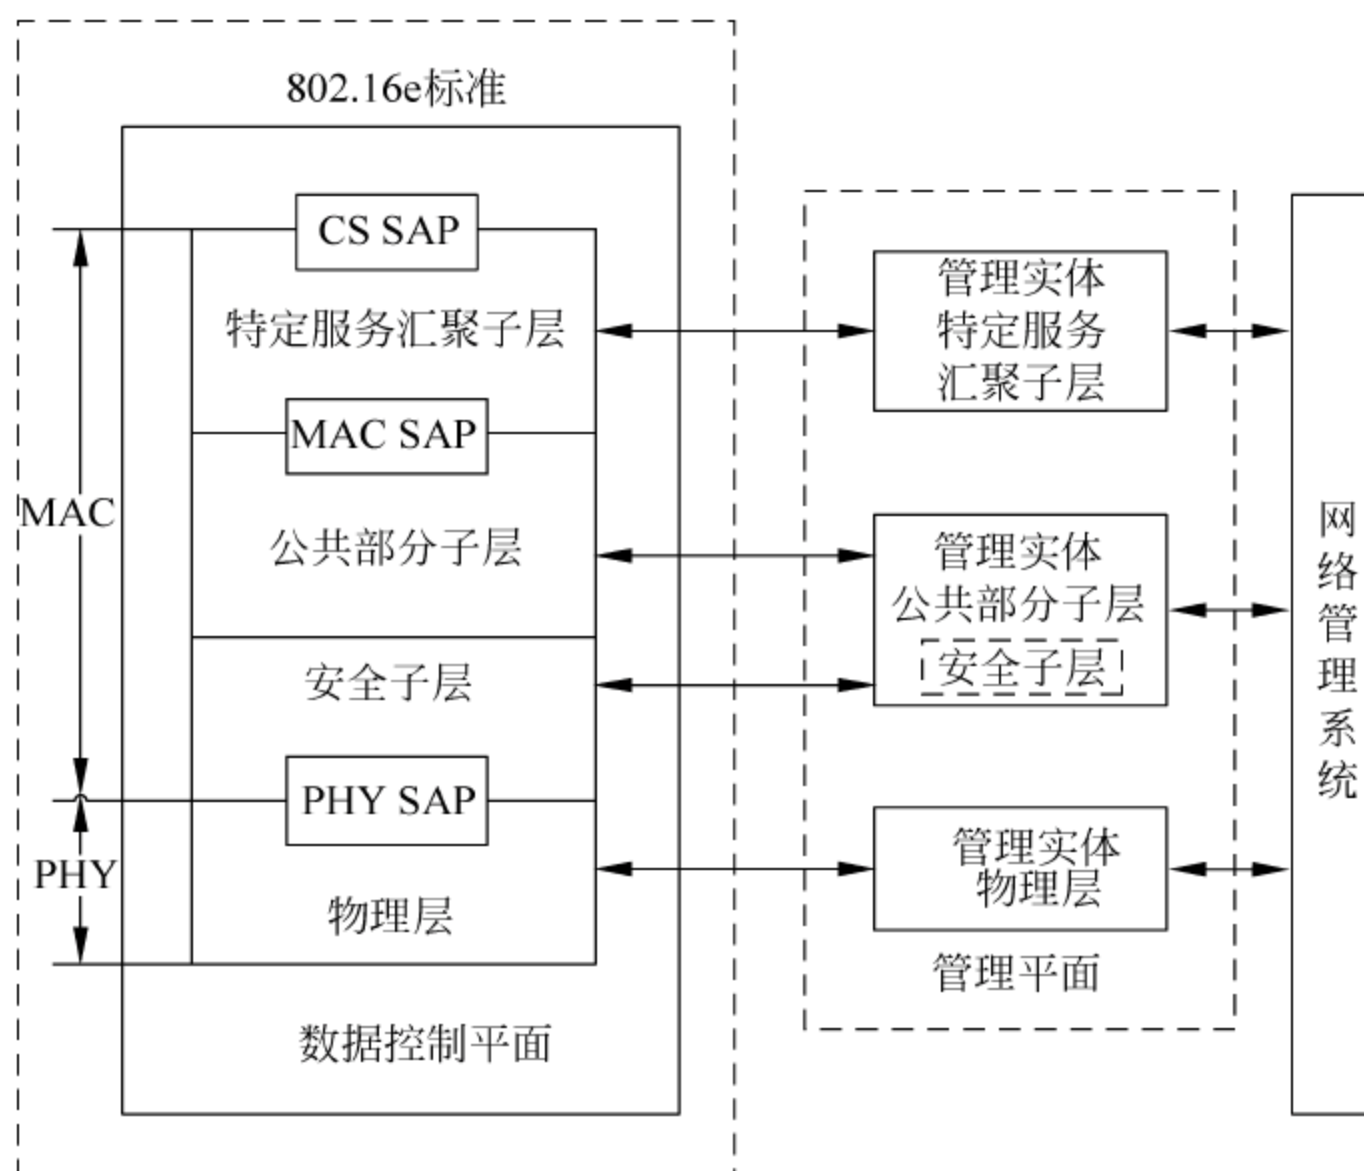 802.16e标准
CS SAP
特定服务汇聚子层
MAC SAP
MAC
公共部分子层
安全子层
PHY SAP
PHY
物理层
数据控制平面
管理实体
特定服务
汇聚子层
管理实体
公共部分子层
安全子层
管理实体
物理层
管理平面
网
络
管
理
系
统